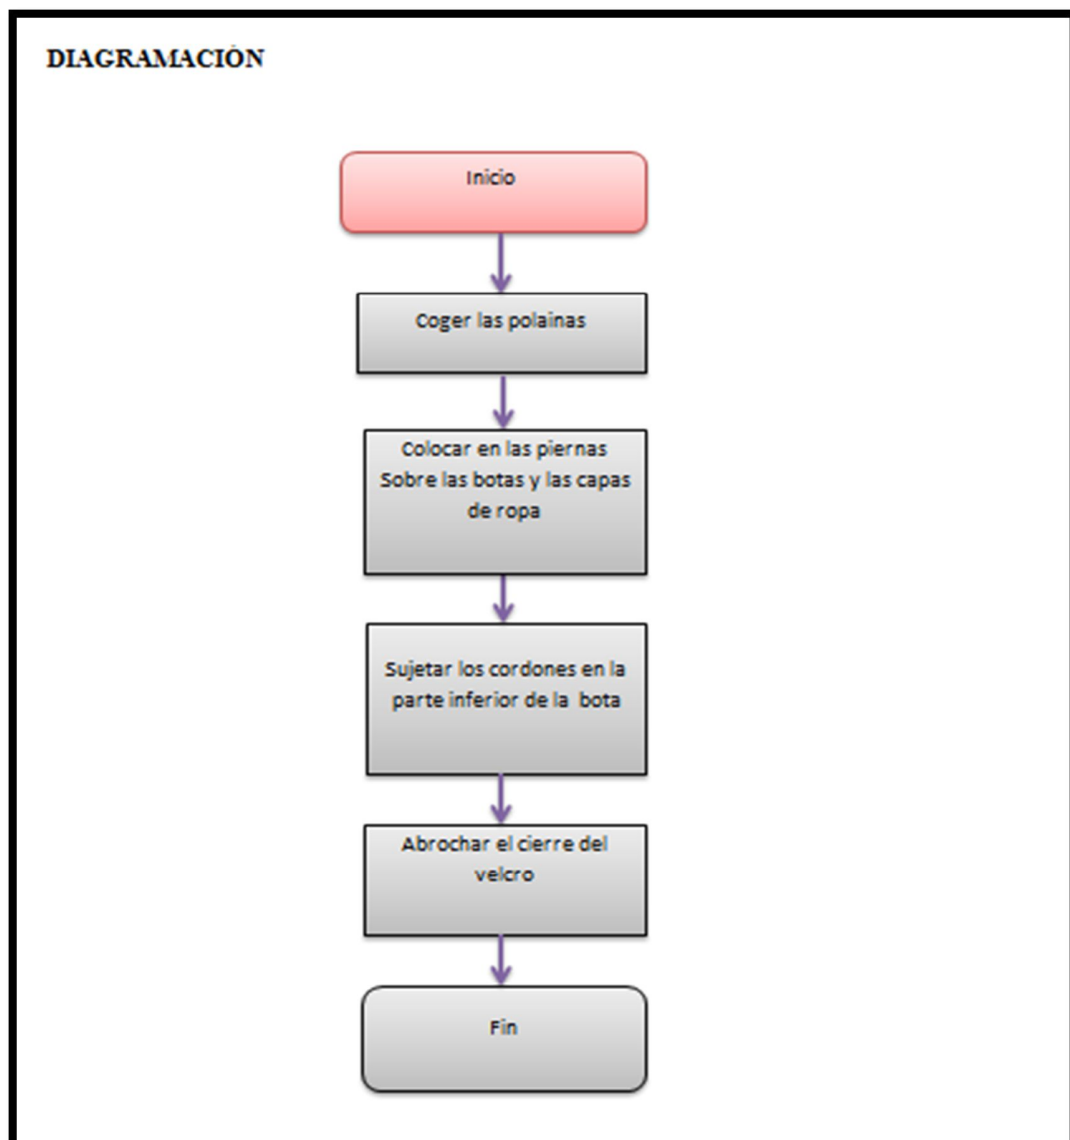 DIAGRAMACIÓN
Inicio
Coger las polainas
Colocar en las piernas
Sobre las botas y las capas
de ropa
Sujetar los cordones en la
parte inferior de la bota
Abrochar el cierre del
velcro
Fin